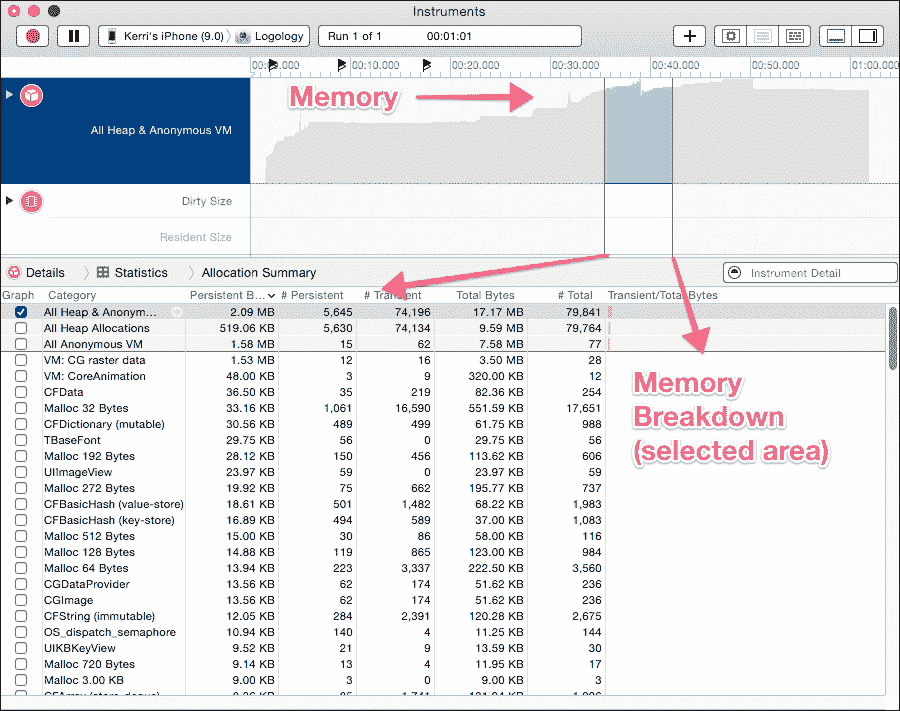 Instruments
Kerri's iPhone (9.0) Logology
Run 1 of 1 00:01:01
00:00.000 00:10.000 00:20.000 00:30.000 00:40.000 00:50.000 01:00.000
Memory
All Heap & Anonymous VM
Dirty Size
Resident Size
Details Statistics Allocation Summary Instrument Detail
Graph Category Persistent B... # Persistent # Transient Total Bytes # Total Transient/Total Bytes
All Heap & Anonym... 2.09 MB 5,645 74,196 17.17 MB 79,841
All Heap Allocations 519.06 KB 5,630 74,134 9.59 MB 79,764
All Anonymous VM 1.58 MB 15 62 7.58 MB 77
VM: CG raster data 1.53 MB 12 16 3.50 MB 28
VM: CoreAnimation 48.00 KB 3 9 320.00 KB 12
CFData 36.50 KB 35 219 82.36 KB 254
Malloc 32 Bytes 33.16 KB 1,061 16,590 551.59 KB 17,651
CFDictionary (mutable) 30.56 KB 489 499 61.75 KB 988
TBaseFont 29.75 KB 56 0 29.75 KB 56
Malloc 192 Bytes 28.12 KB 150 456 113.62 KB 606
UIImageView 23.97 KB 59 0 23.97 KB 59
Malloc 272 Bytes 19.92 KB 75 662 195.77 KB 737
CFBasicHash (value-store) 18.61 KB 501 1,482 68.22 KB 1,983
CFBasicHash (key-store) 16.89 KB 494 589 37.00 KB 1,083
Malloc 512 Bytes 15.00 KB 30 86 58.00 KB 116
Malloc 128 Bytes 14.88 KB 119 865 123.00 KB 984
Malloc 64 Bytes 13.94 KB 223 3,337 222.50 KB 3,560
CGDataProvider 13.56 KB 62 174 51.62 KB 236
CGImage 13.56 KB 62 174 51.62 KB 236
CFString (immutable) 12.05 KB 284 2,391 120.28 KB 2,675
OS_dispatch_semaphore 10.94 KB 140 4 11.25 KB 144
UIKBKeyView 9.52 KB 21 9 13.59 KB 30
Malloc 720 Bytes 9.14 KB 13 4 11.95 KB 17
Malloc 3.00 KB 9.00 KB 3 0 9.00 KB 3
Memory
Breakdown
(selected area)